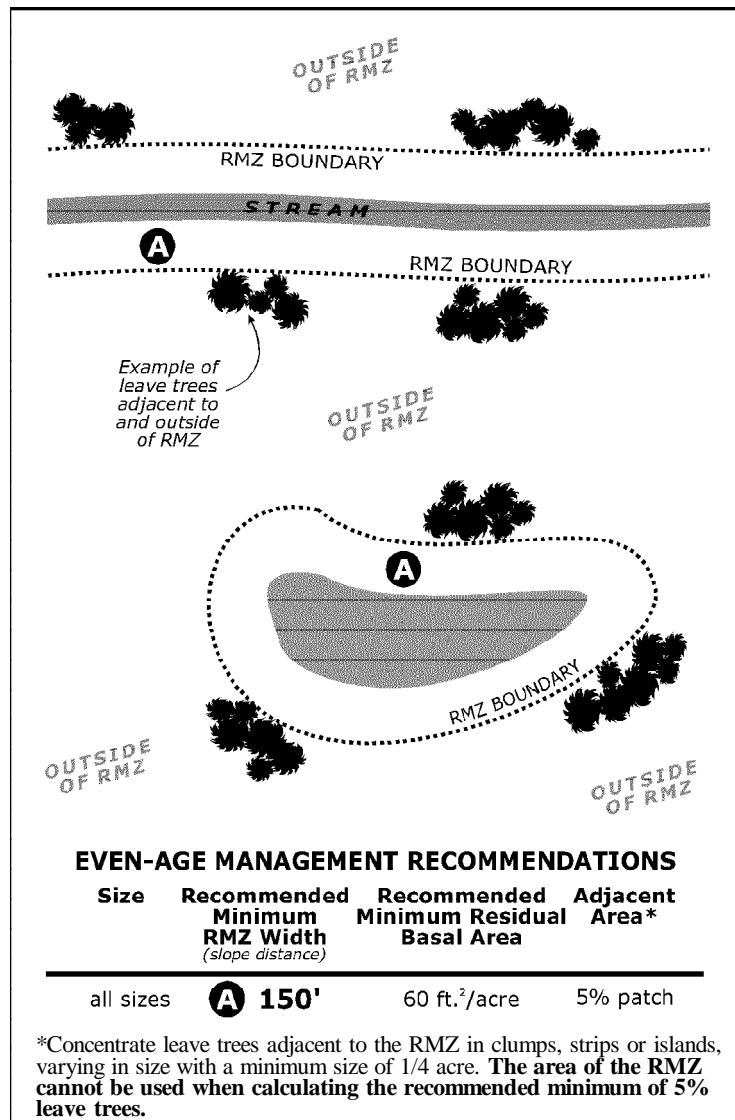 OUTSIDE
OF RMZ
RMZ BOUNDARY
STREAM
A
RMZ BOUNDARY
Example of
leave trees
adjacent to
and outside
of RMZ
OUTSIDE
OF RMZ
A
RMZ BOUNDARY
OUTSIDE
OF RMZ
OUTSIDE
OF RMZ
EVEN-AGE MANAGEMENT RECOMMENDATIONS
Size Recommended Recommended Adjacent
Minimum Minimum Residual Area*
RMZ Width Basal Area
(slope distance)
all sizes A 150' 60 ft.²/acre 5% patch
*Concentrate leave trees adjacent to the RMZ in clumps, strips or islands,
varying in size with a minimum size of 1/4 acre. The area of the RMZ
cannot be used when calculating the recommended minimum of 5%
leave trees.